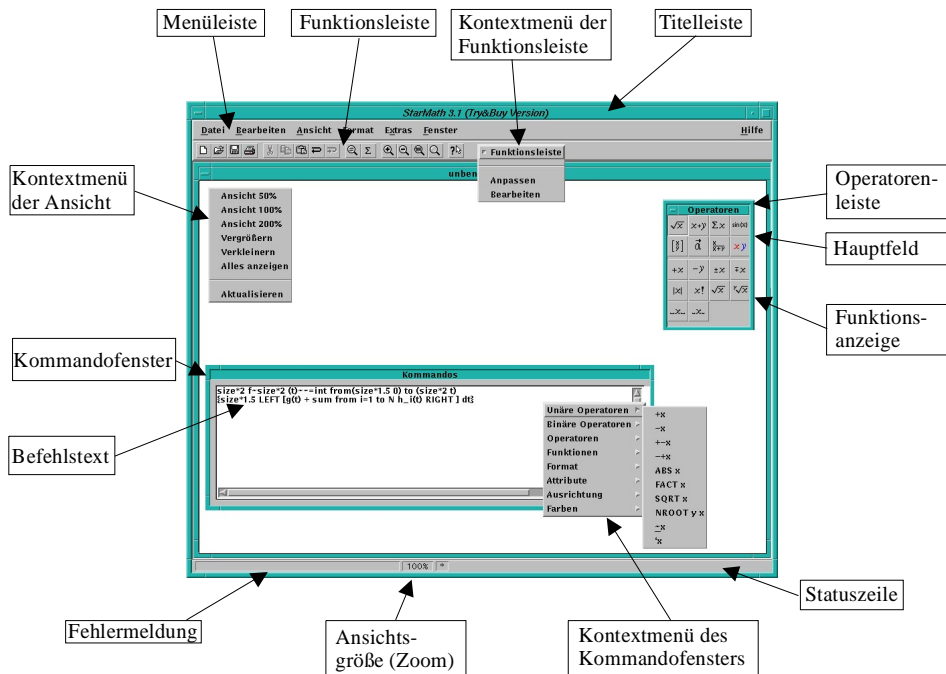 Menüleiste
Funktionsleiste
Kontextmenü der
Funktionsleiste
Titelleiste
StarMath 3.1 (Try&Buy Version)
Datei Bearbeiten Ansicht Format Extras Fenster Hilfe
unben
Funktionsleiste
Anpassen
Bearbeiten
Kontextmenü
der Ansicht
Ansicht 50%
Ansicht 100%
Ansicht 200%
Vergrößern
Verkleinern
Alles anzeigen
Aktualisieren
Operatoren-
leiste
Hauptfeld
Funktions-
anzeige
Operatoren
√x x+y Σx sin(x)
x y
+x -y ±x ∓x
|x| x! √x
Kommandofenster
Befehlstext
Kommandos
size*2 f~size*2 (t)~~=int from(size*1.5 0) to (size*2 t)
{size*1.5 LEFT [g(t) + sum from i=1 to N h_i(t) RIGHT ] dt}
Unäre Operatoren
Binäre Operatoren
Operatoren
Funktionen
Format
Attribute
Ausrichtung
Farben
+x
-x
+-x
-+x
ABS x
FACT x
SQRT x
NROOT y x
100% *
Fehlermeldung
Ansichts-
größe (Zoom)
Kontextmenü des
Kommandofensters
Statuszeile